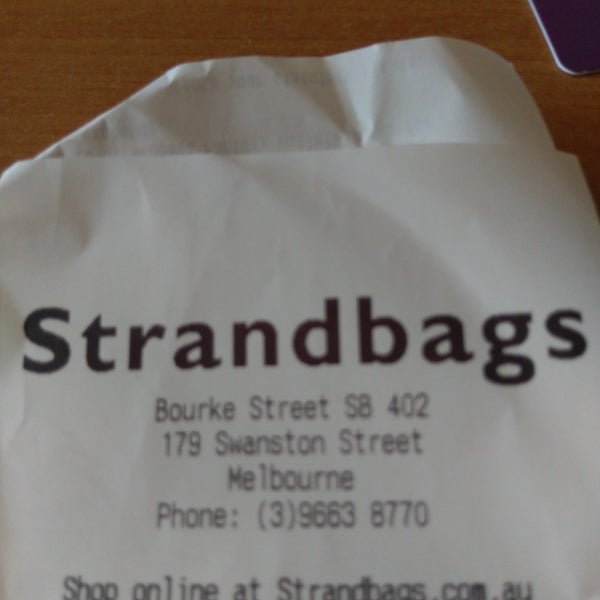 Strandbags
Bourke Street SB 402
179 Swanston Street
Melbourne
Phone: (3)9663 8770
Shop online at Strandbags.com.au